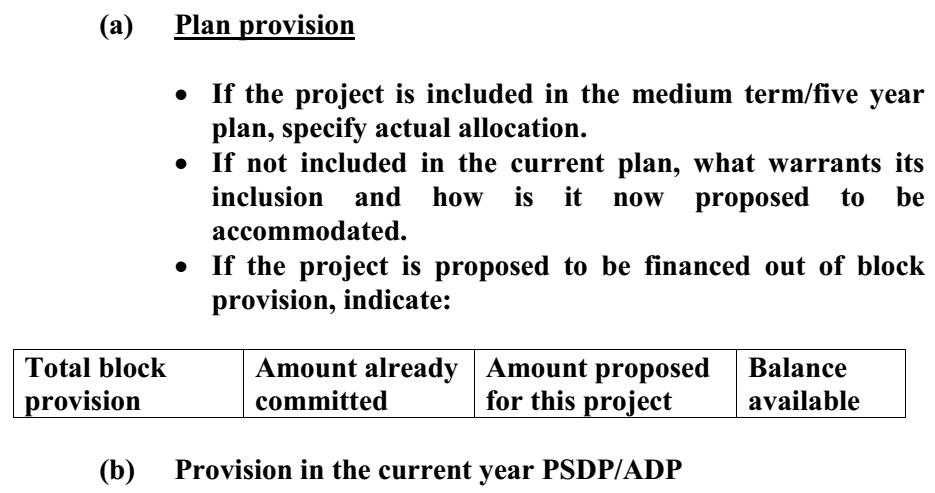 (a) Plan provision
• If the project is included in the medium term/five year
plan, specify actual allocation.
• If not included in the current plan, what warrants its
inclusion and how is it now proposed to be
accommodated.
• If the project is proposed to be financed out of block
provision, indicate:
Total block provision | Amount already committed | Amount proposed for this project | Balance available
(b) Provision in the current year PSDP/ADP